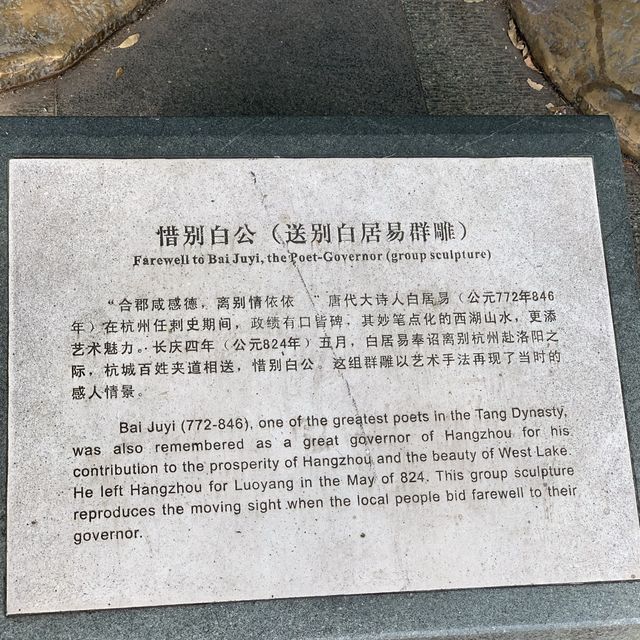 惜别白公（送别白居易群雕）
Farewell to Bai Juyi, the Poet-Governor (group sculpture)
“合郡咸感德，离别情依依 ”唐代大诗人白居易（公元772年846
年）在杭州任刺史期间，政绩有口皆碑，其妙笔点化的西湖山水，更添
艺术魅力。长庆四年（公元824年）五月，白居易奉诏离别杭州赴洛阳之
际，杭城百姓夹道相送，惜别白公。这组群雕以艺术手法再现了当时的
感人情景。
Bai Juyi (772-846), one of the greatest poets in the Tang Dynasty,
was also remembered as a great governor of Hangzhou for his
contribution to the prosperity of Hangzhou and the beauty of West Lake.
He left Hangzhou for Luoyang in the May of 824. This group sculpture
reproduces the moving sight when the local people bid farewell to their
governor.